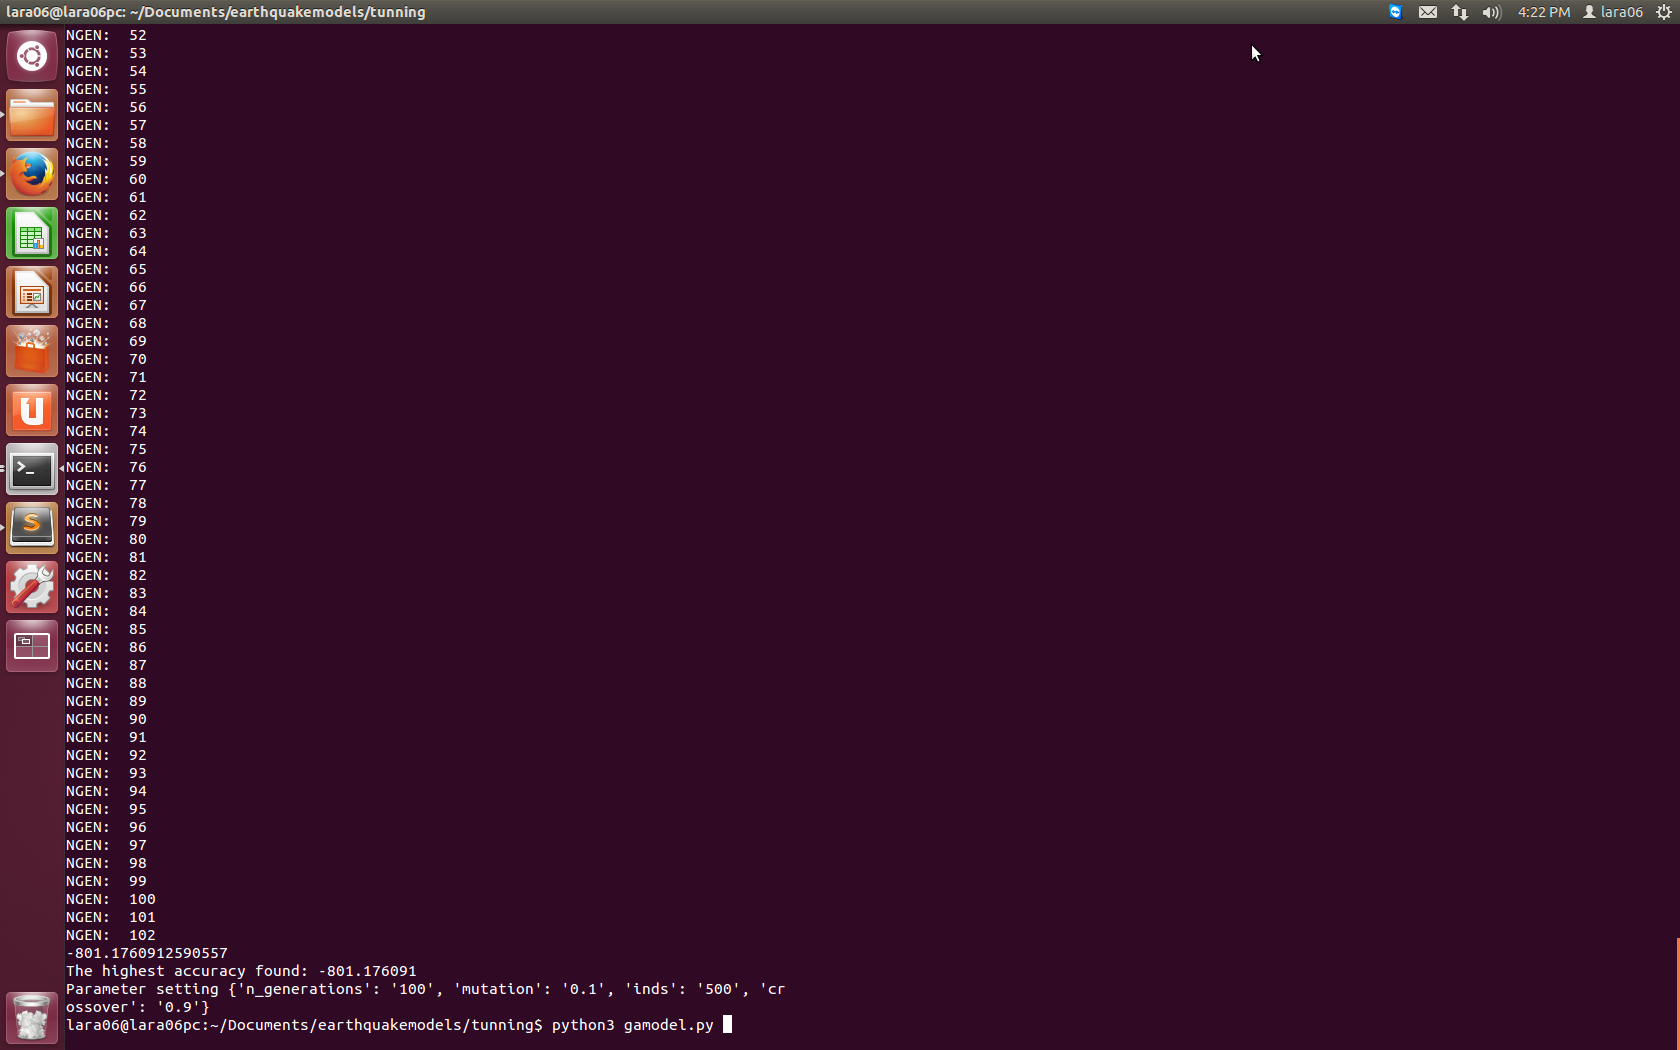 lara06@lara06pc: ~/Documents/earthquakemodels/tunning
4:22 PM
lara06
NGEN:  52
NGEN:  53
NGEN:  54
NGEN:  55
NGEN:  56
NGEN:  57
NGEN:  58
NGEN:  59
NGEN:  60
NGEN:  61
NGEN:  62
NGEN:  63
NGEN:  64
NGEN:  65
NGEN:  66
NGEN:  67
NGEN:  68
NGEN:  69
NGEN:  70
NGEN:  71
NGEN:  72
NGEN:  73
NGEN:  74
NGEN:  75
NGEN:  76
NGEN:  77
NGEN:  78
NGEN:  79
NGEN:  80
NGEN:  81
NGEN:  82
NGEN:  83
NGEN:  84
NGEN:  85
NGEN:  86
NGEN:  87
NGEN:  88
NGEN:  89
NGEN:  90
NGEN:  91
NGEN:  92
NGEN:  93
NGEN:  94
NGEN:  95
NGEN:  96
NGEN:  97
NGEN:  98
NGEN:  99
NGEN:  100
NGEN:  101
NGEN:  102
-801.1760912590557
The highest accuracy found: -801.176091
Parameter setting {'n_generations': '100', 'mutation': '0.1', 'inds': '500', 'cr
ossover': '0.9'}
lara06@lara06pc:~/Documents/earthquakemodels/tunning$ python3 gamodel.py